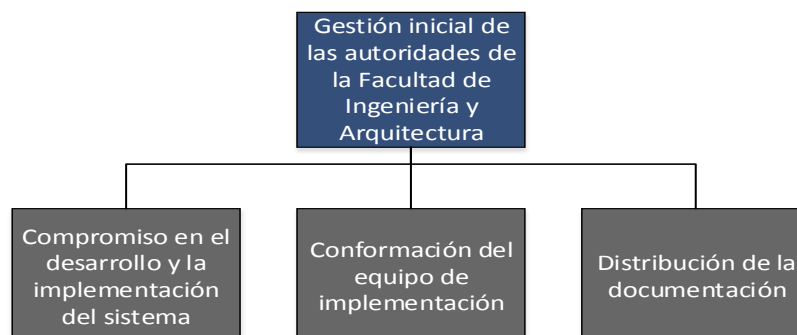 Gestión inicial de
las autoridades de
la Facultad de
Ingeniería y
Arquitectura
Compromiso en el
desarrollo y la
implementación
del sistema
Conformación del
equipo de
implementación
Distribución de la
documentación